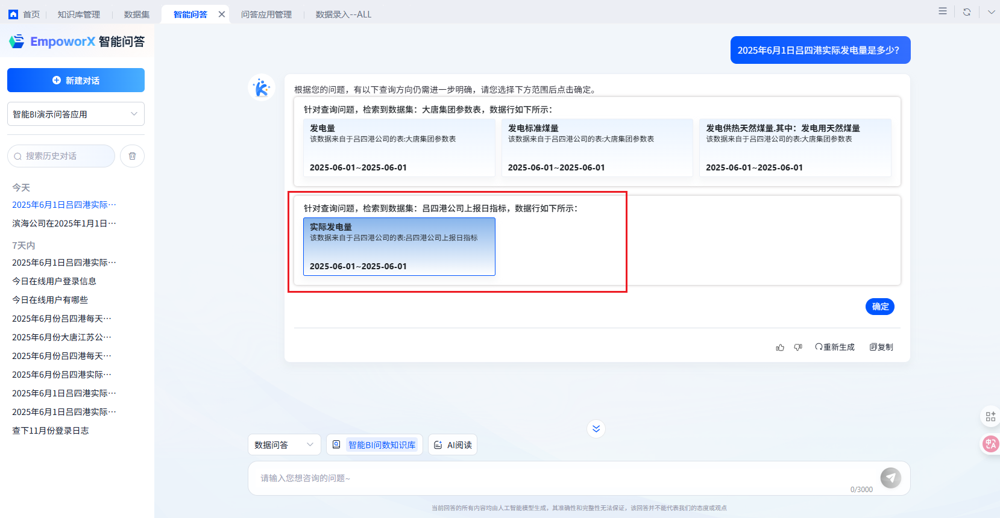 首页
知识库管理
数据集
智能问答
问答应用管理
数据录入--ALL
EmpoworX 智能问答
新建对话
智能BI演示问答应用
搜索历史对话
今天
2025年6月1日吕四港实际···
滨海公司在2025年1月1日···
7天内
2025年6月1日吕四港实际···
今日在线用户登录信息
今日在线用户有哪些
2025年6月份吕四港每天···
2025年6月份大唐江苏公···
2025年6月份吕四港每天···
2025年6月份吕四港实际···
2025年6月1日吕四港实际···
2025年6月1日吕四港实际···
查下11月份登录日志
2025年6月1日吕四港实际发电量是多少？
根据您的问题，有以下查询方向仍需进一步明确，请您选择下方范围后点击确定。
针对查询问题，检索到数据集：大唐集团参数表，数据行如下所示：
发电量
该数据来自于吕四港公司的表:大唐集团参数表
2025-06-01~2025-06-01
发电标准煤量
该数据来自于吕四港公司的表:大唐集团参数表
2025-06-01~2025-06-01
发电供热天然煤量.其中：发电用天然煤量
该数据来自于吕四港公司的表:大唐集团参数表
2025-06-01~2025-06-01
针对查询问题，检索到数据集：吕四港公司上报日指标，数据行如下所示：
实际发电量
该数据来自于吕四港公司的表:吕四港公司上报日指标
2025-06-01~2025-06-01
确定
重新生成
复制
数据问答
智能BI问数知识库
AI阅读
请输入您想咨询的问题~
0/3000
当前回答的所有内容均由人工智能模型生成，其准确性和完整性无法保证，该回答并不能代表我们的态度或观点